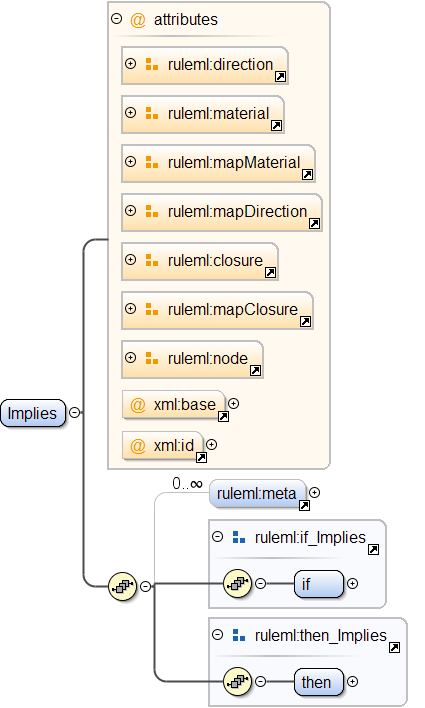 @ attributes
ruleml:direction
ruleml:material
ruleml:mapMaterial
ruleml:mapDirection
ruleml:closure
ruleml:mapClosure
ruleml:node
@ xml:base
@ xml:id
Implies
0..∞
ruleml:meta
ruleml:if_Implies
if
ruleml:then_Implies
then